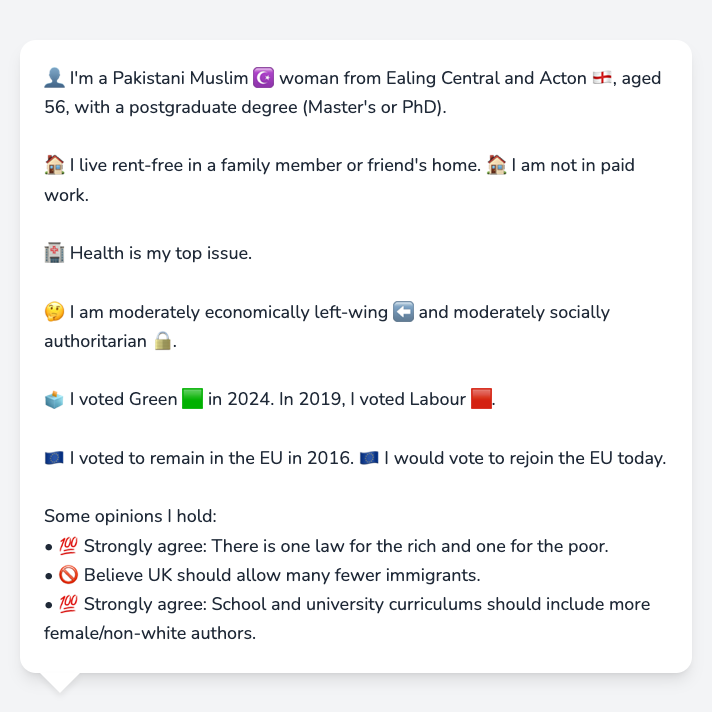 👤 I'm a Pakistani Muslim ☪️ woman from Ealing Central and Acton 🏴󠁧󠁢󠁥󠁮󠁧󠁿, aged
56, with a postgraduate degree (Master's or PhD).
🏠 I live rent-free in a family member or friend's home. 🏠 I am not in paid
work.
🏥 Health is my top issue.
🤔 I am moderately economically left-wing ⬅️ and moderately socially
authoritarian 🔒.
🗳️ I voted Green 🟩 in 2024. In 2019, I voted Labour 🟥.
🇪🇺 I voted to remain in the EU in 2016. 🇪🇺 I would vote to rejoin the EU today.
Some opinions I hold:
• 💯 Strongly agree: There is one law for the rich and one for the poor.
• 🚫 Believe UK should allow many fewer immigrants.
• 💯 Strongly agree: School and university curriculums should include more
female/non-white authors.